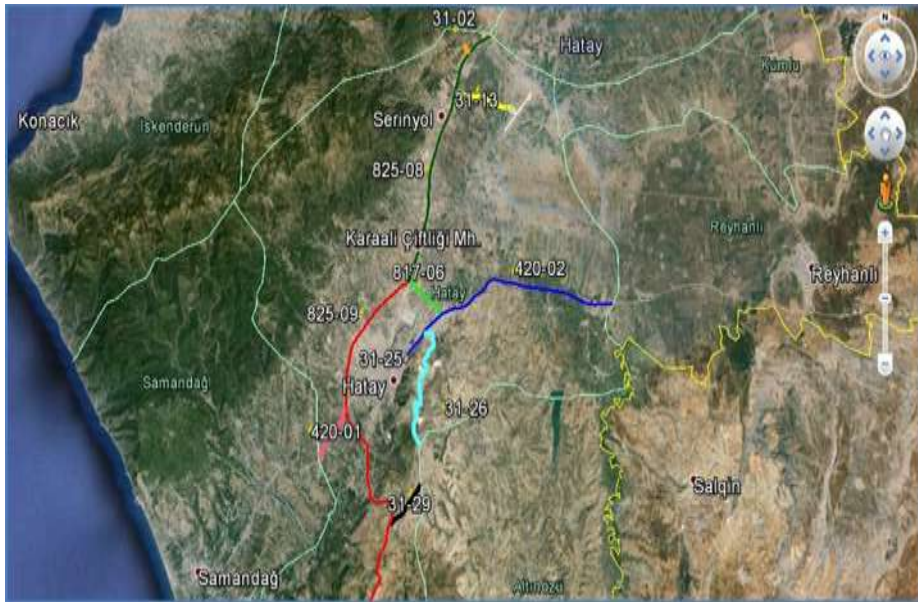 31-02
Hatay
N
Kumlu
31-13
Konacık
İskenderun
Serinyol
825-08
Reyhanlı
Karaali Çiftliği Mh.
817-06
420-02
Reyhanlı
Hatay
825-09
31-25
Samandağ
Hatay
31-26
420-01
Salqin
31-29
Samandağ
Altınözü